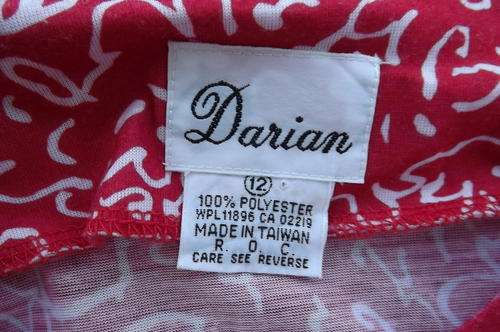 Darian
12
100% POLYESTER
WPL11896 CA 02219
MADE IN TAIWAN
R. O. C.
CARE SEE REVERSE